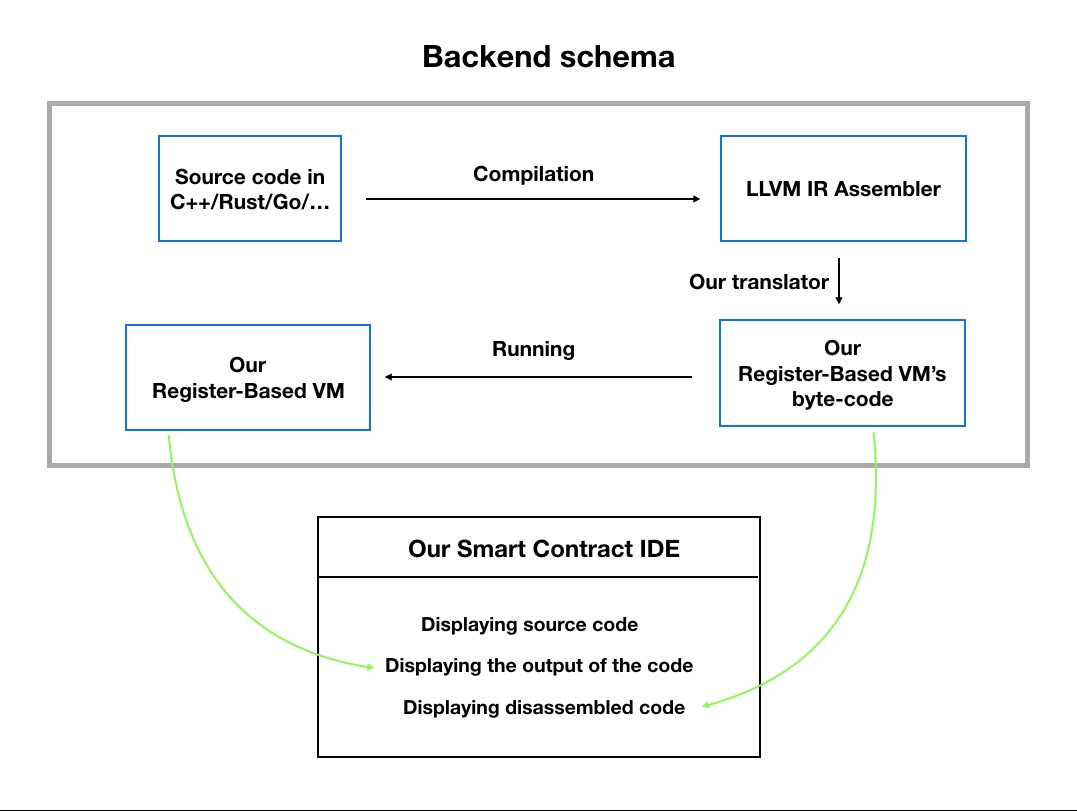 Backend schema
Source code in
C++/Rust/Go/…
Compilation
LLVM IR Assembler
Our translator
Our
Register-Based VM
Running
Our
Register-Based VM’s
byte-code
Our Smart Contract IDE
Displaying source code
Displaying the output of the code
Displaying disassembled code